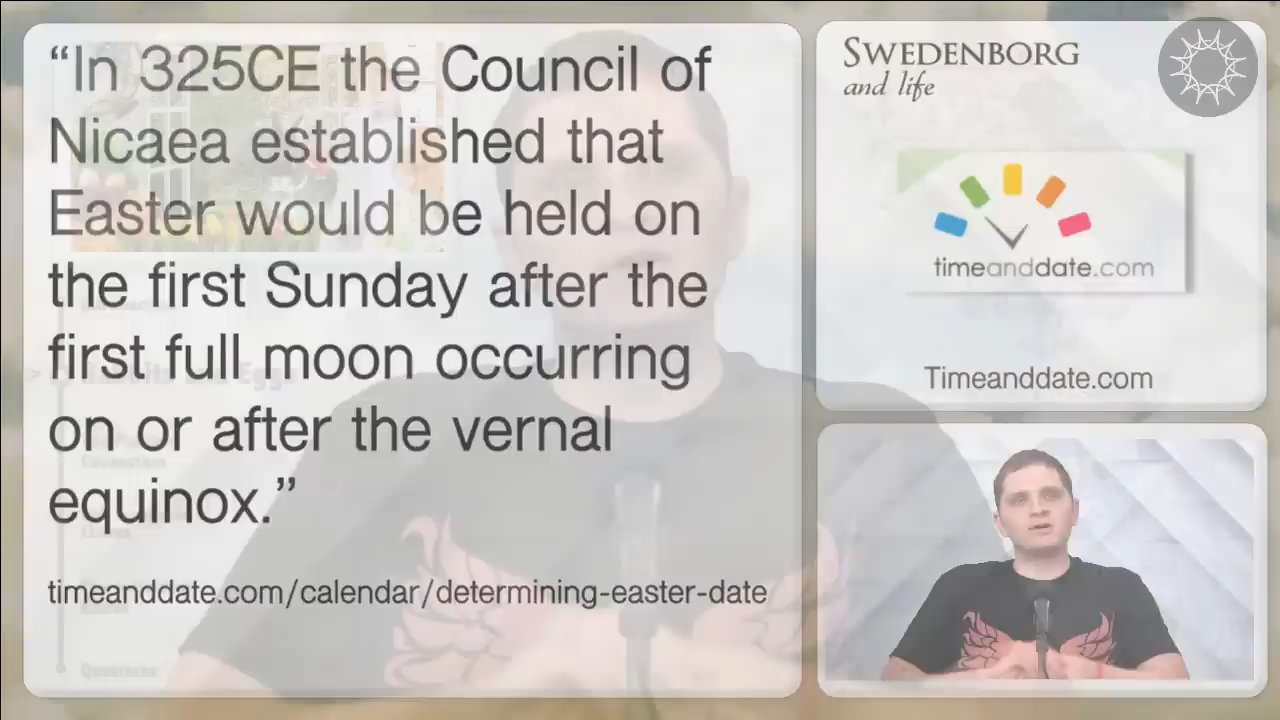 “In 325CE the Council of
Nicaea established that
Easter would be held on
the first Sunday after the
first full moon occurring
on or after the vernal
equinox.”
timeanddate.com/calendar/determining-easter-date
SWEDENBORG
and life
timeanddate.com
Timeanddate.com
Questions